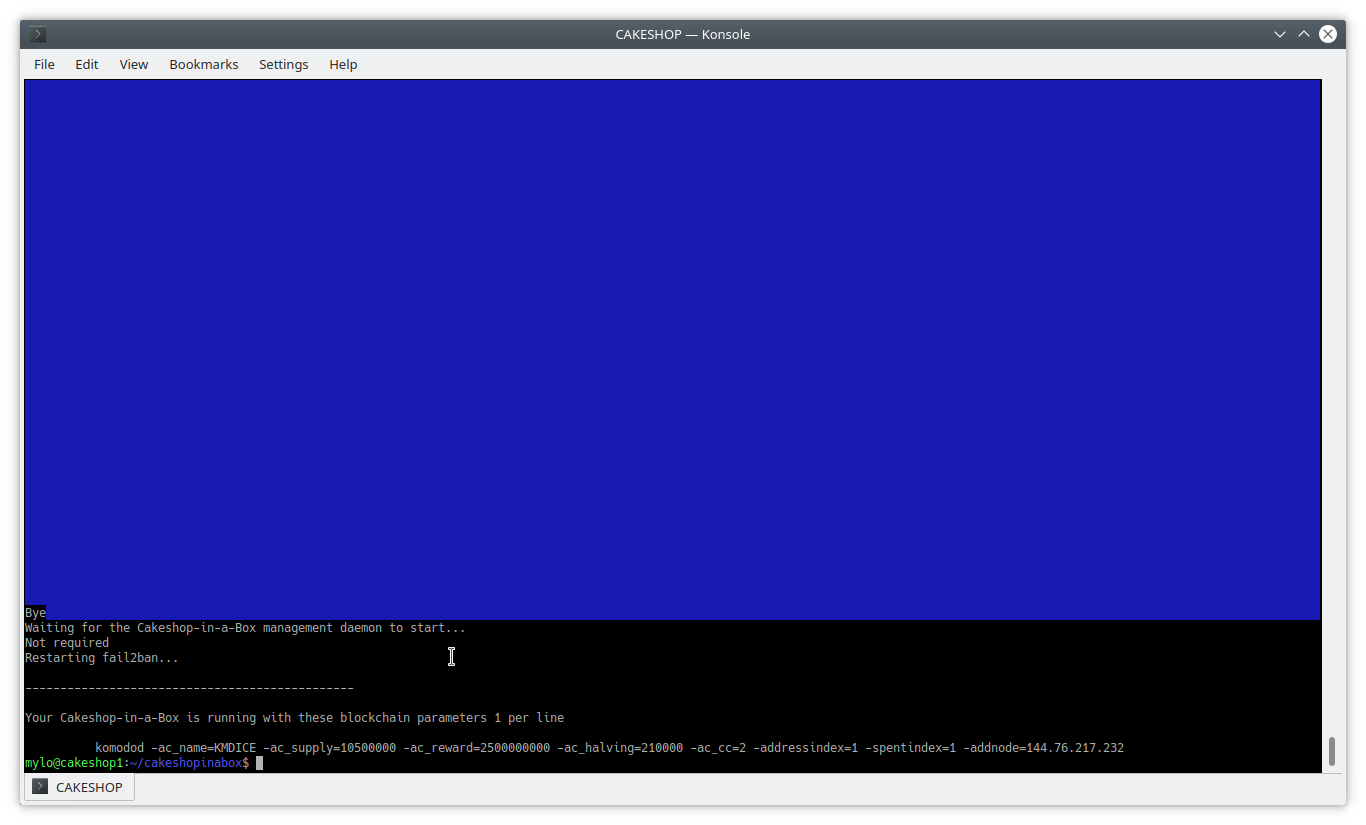 CAKESHOP — Konsole
File Edit View Bookmarks Settings Help
Bye
Waiting for the Cakeshop-in-a-Box management daemon to start...
Not required
Restarting fail2ban...
-----------------------------------------------
Your Cakeshop-in-a-Box is running with these blockchain parameters 1 per line
komodod -ac_name=KMDICE -ac_supply=10500000 -ac_reward=2500000000 -ac_halving=210000 -ac_cc=2 -addressindex=1 -spentindex=1 -addnode=144.76.217.232
mylo@cakeshop1:~/cakeshopinabox$
CAKESHOP